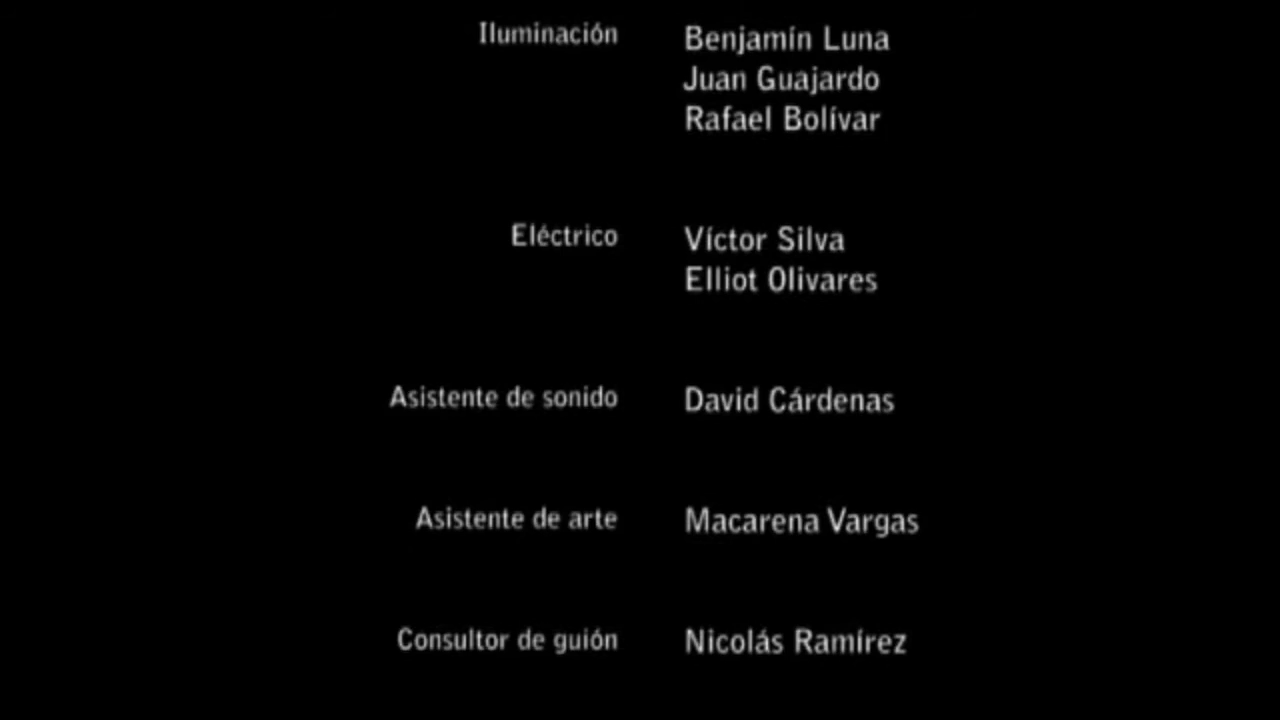 Iluminación Benjamín Luna
Juan Guajardo
Rafael Bolívar
Eléctrico Víctor Silva
Elliot Olivares
Asistente de sonido David Cárdenas
Asistente de arte Macarena Vargas
Consultor de guión Nicolás Ramírez